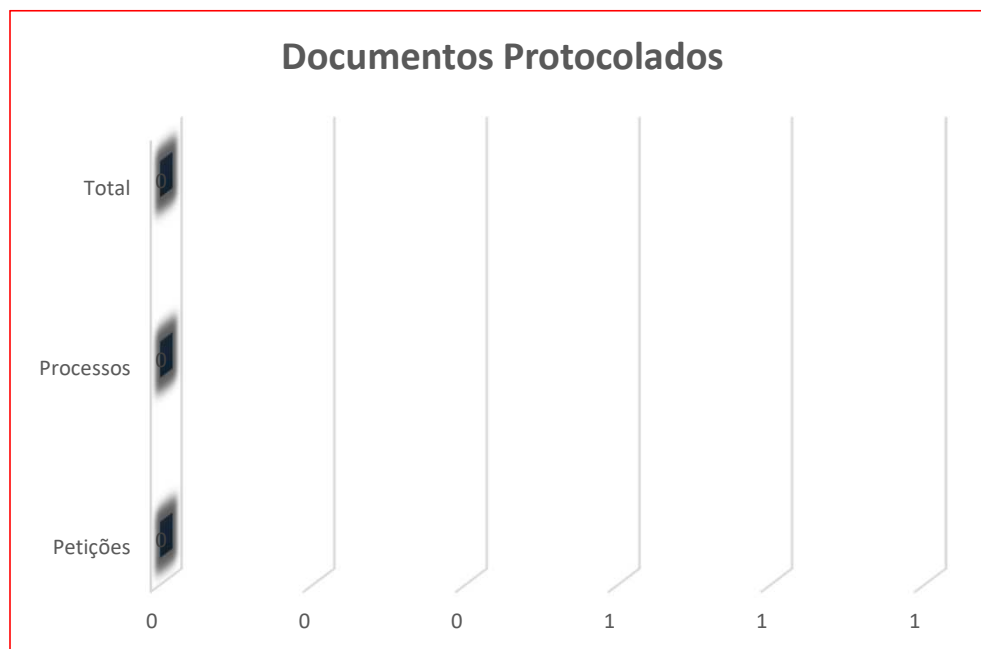 Documentos Protocolados
Total
0
Processos
0
Petições
0
0 0 0 1 1 1